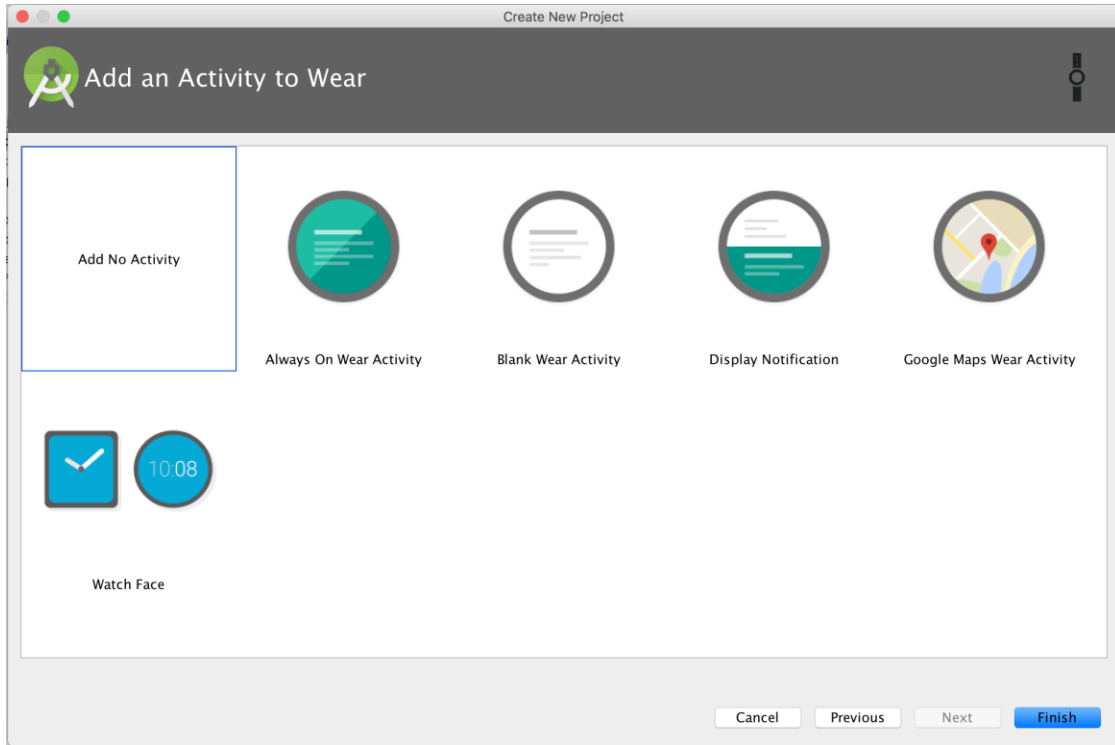 Create New Project
Add an Activity to Wear
Add No Activity
Always On Wear Activity
Blank Wear Activity
Display Notification
Google Maps Wear Activity
10:08
Watch Face
Cancel
Previous
Next
Finish